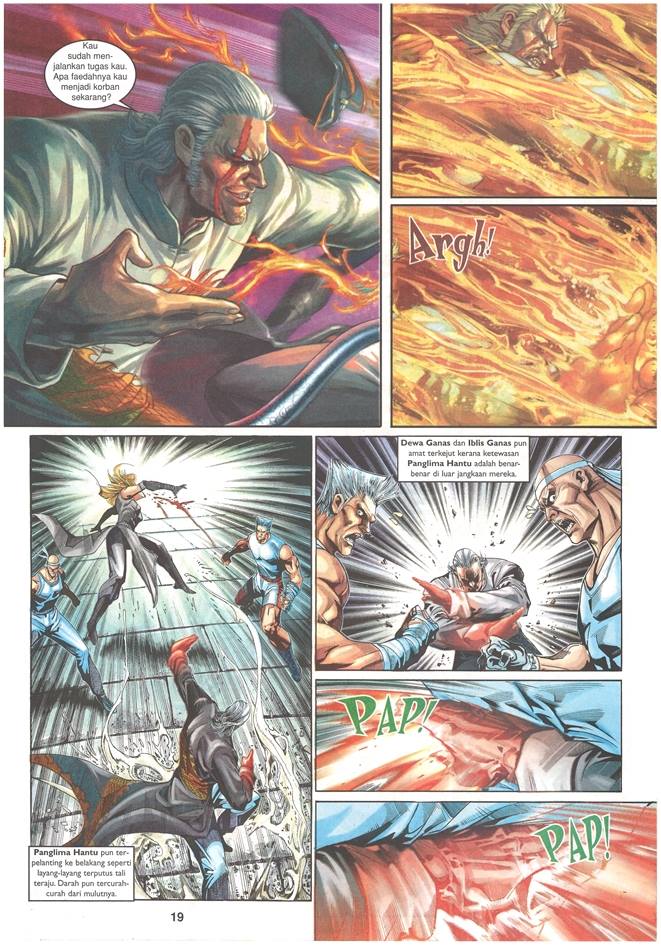 Kau
sudah men-
jalankan tugas kau.
Apa faedahnya kau
menjadi korban
sekarang?
Argh!
Panglima Hantu pun ter-
pelanting ke belakang seperti
layang-layang terputus tali
teraju. Darah pun tercurah-
curah dari mulutnya.
Dewa Ganas dan Iblis Ganas pun
amat terkejut kerana ketewasan
Panglima Hantu adalah benar-
benar di luar jangkaan mereka.
PAP!
PAP!
19